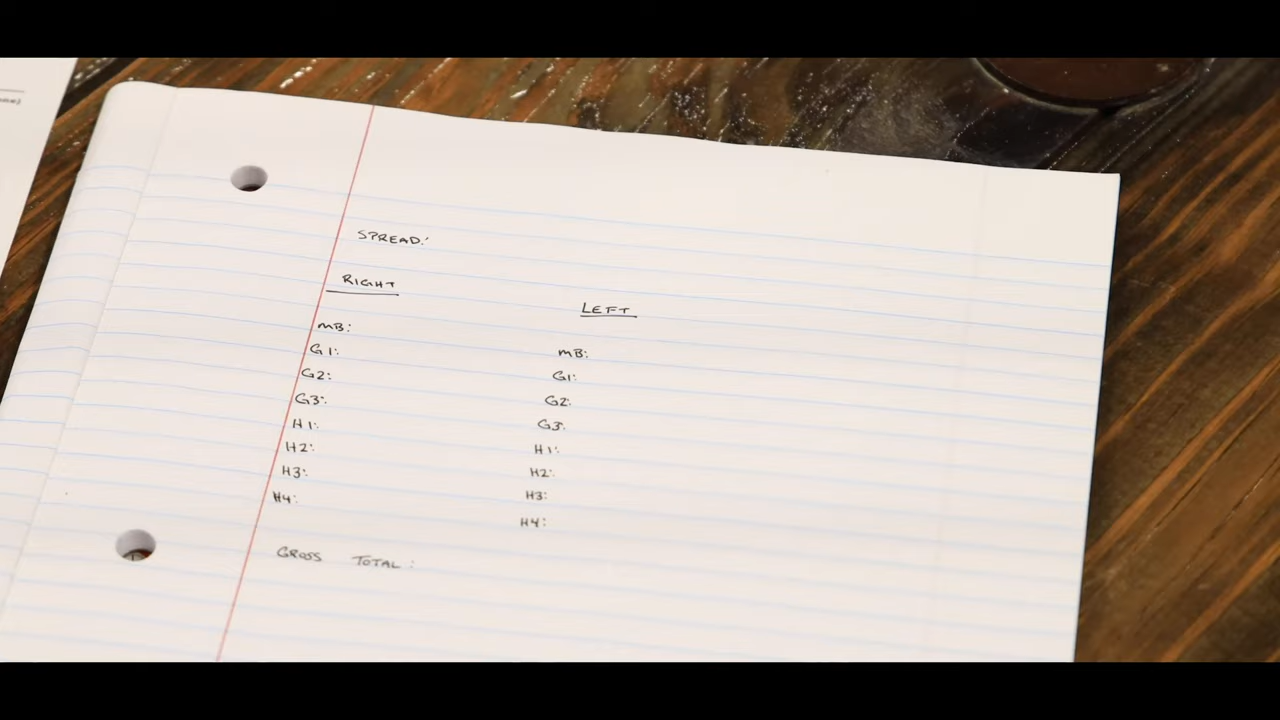 SPREAD:
RIGHT
MB:
G1:
G2:
G3:
H1:
H2:
H3:
H4:
LEFT
MB:
G1:
G2:
G3:
H1:
H2:
H3:
H4:
GROSS TOTAL: